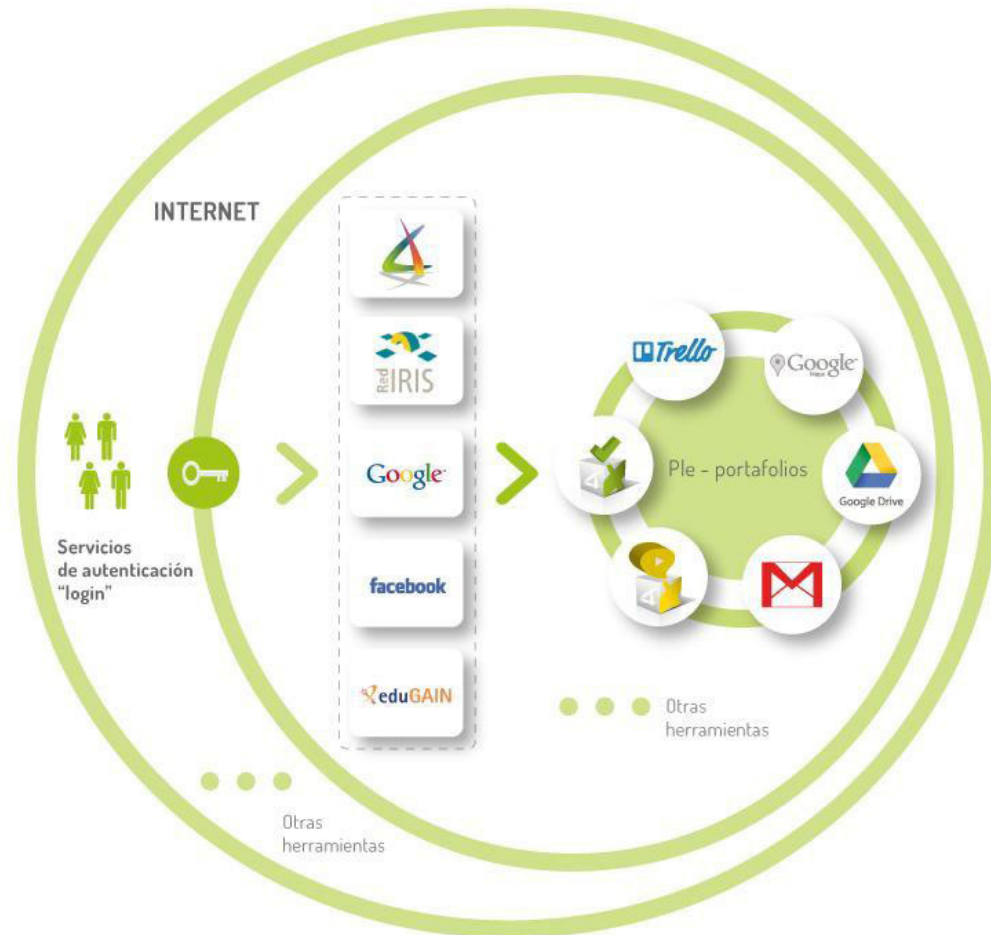 INTERNET
Red IRIS
Google
facebook
eduGAIN
Servicios
de autenticación
“login”
Trello
Google
Maps
Ple - portafolios
Google Drive
Otras
herramientas
Otras
herramientas